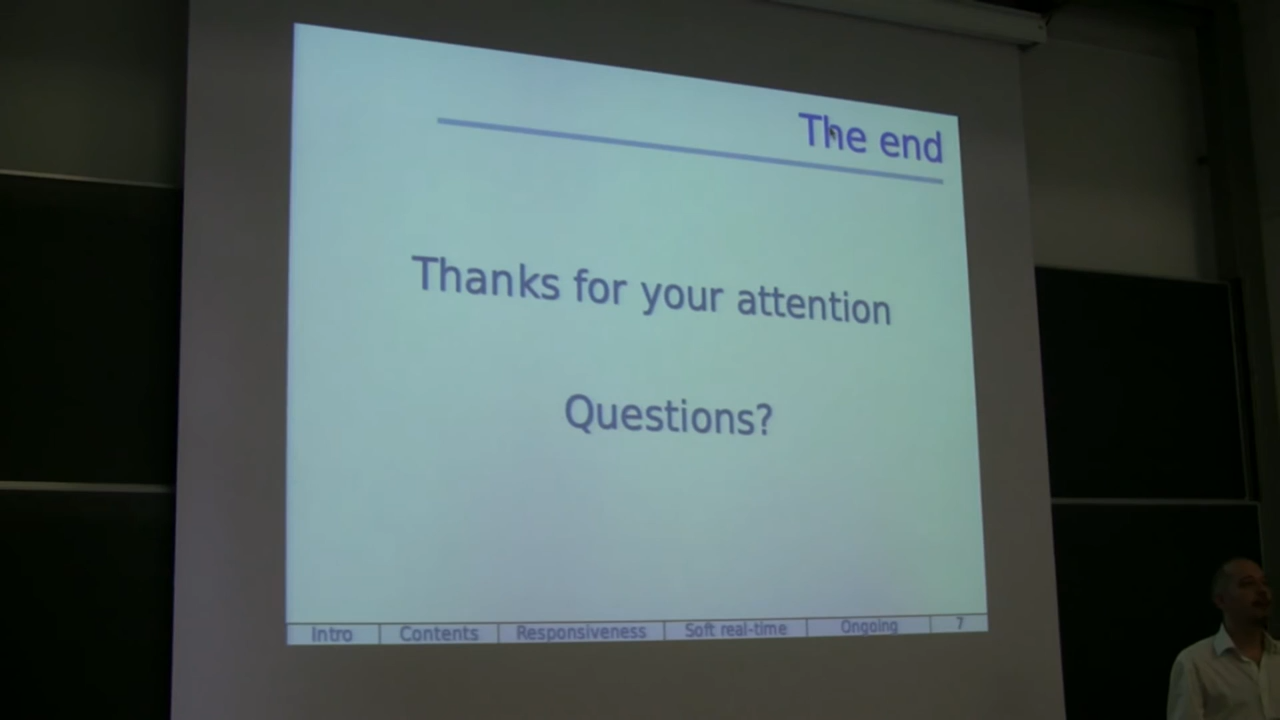 The end
Thanks for your attention
Questions?
Intro Contents Responsiveness Soft real-time Ongoing 7